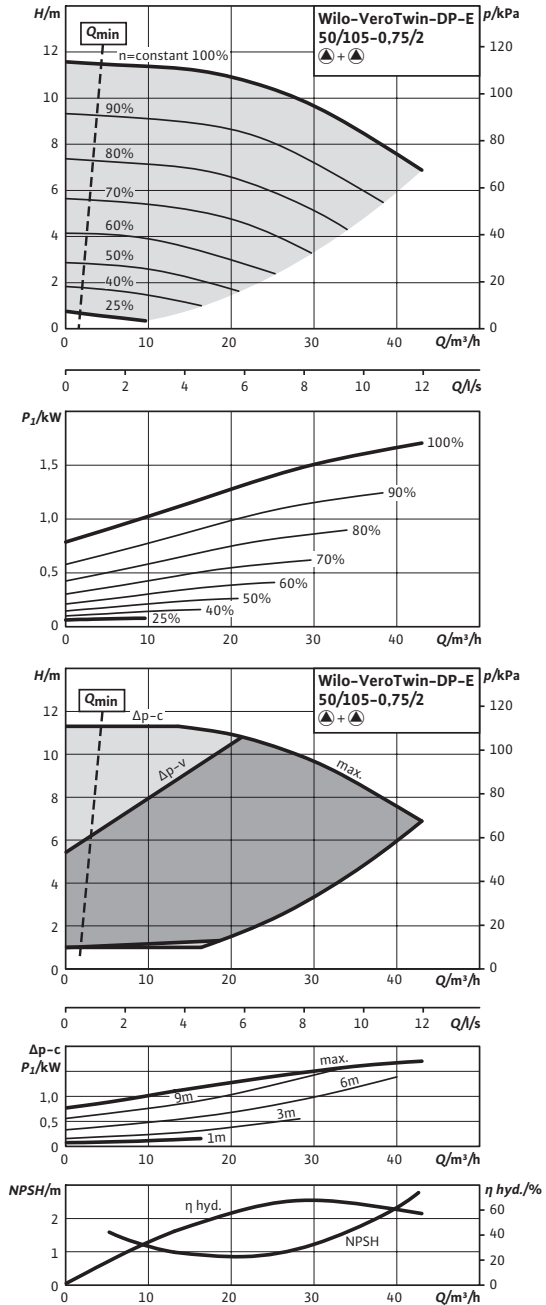 H/m
Wilo-VeroTwin-DP-E
50/105-0,75/2
+
p/kPa
Qmin
n=constant 100%
90%
80%
70%
60%
50%
40%
25%
12
10
8
6
4
2
0
120
100
80
60
40
20
0
0 10 20 30 40 Q/m³/h
0 2 4 6 8 10 12 Q/l/s
P1/kW
1,5
1,0
0,5
0
100%
90%
80%
70%
60%
50%
40%
25%
0 10 20 30 40 Q/m³/h
H/m
Wilo-VeroTwin-DP-E
50/105-0,75/2
+
p/kPa
Qmin
Δp-c
Δp-v
max.
12
10
8
6
4
2
0
120
100
80
60
40
20
0
0 10 20 30 40 Q/m³/h
0 2 4 6 8 10 12 Q/l/s
Δp-c
P1/kW
1,0
0,5
0
max.
9m
6m
3m
1m
0 10 20 30 40 Q/m³/h
NPSH/m
η hyd./%
2
1
0
60
40
20
0
η hyd.
NPSH
0 10 20 30 40 Q/m³/h